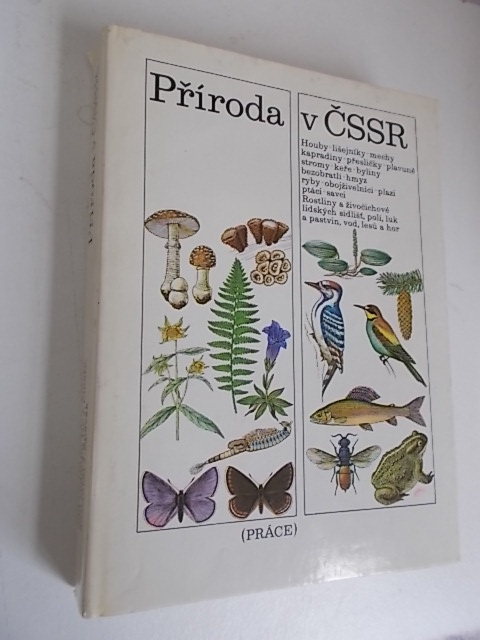 Příroda
v ČSSR
Houby·lišejníky·mechy
kapradiny·přesličky·plavuně
stromy·keře·byliny
bezobratlí·hmyz
ryby·obojživelníci·plazi
ptáci·savci
Rostliny a živočichové
lidských sídlišť, polí, luk
a pastvin, vod, lesů a hor
(PRÁCE)